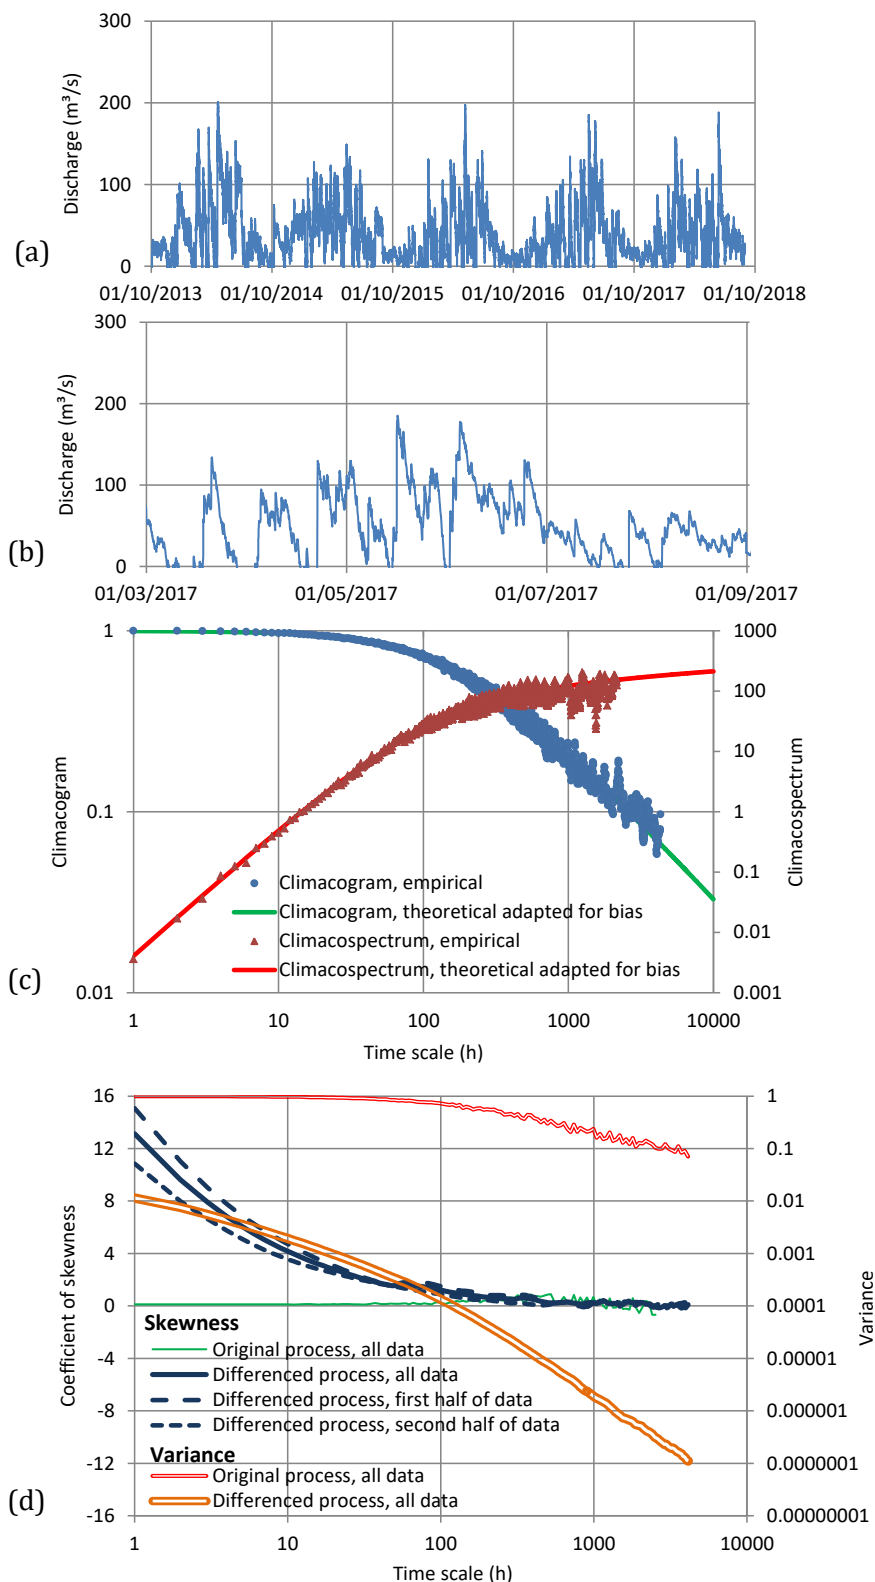 300
200
100
0
Discharge (m³/s)
(a)
01/10/2013 01/10/2014 01/10/2015 01/10/2016 01/10/2017 01/10/2018
300
200
100
0
Discharge (m³/s)
(b)
01/03/2017 01/05/2017 01/07/2017 01/09/2017
1
0.1
0.01
Climacogram
1000
100
10
1
0.1
0.01
0.001
Climacospectrum
Climacogram, empirical
Climacogram, theoretical adapted for bias
Climacospectrum, empirical
Climacospectrum, theoretical adapted for bias
(c)
1 10 100 1000 10000
Time scale (h)
16
12
8
4
0
-4
-8
-12
-16
Coefficient of skewness
1
0.1
0.01
0.001
0.0001
0.00001
0.000001
0.0000001
0.00000001
Variance
Skewness
Original process, all data
Differenced process, all data
Differenced process, first half of data
Differenced process, second half of data
Variance
Original process, all data
Differenced process, all data
(d)
1 10 100 1000 10000
Time scale (h)